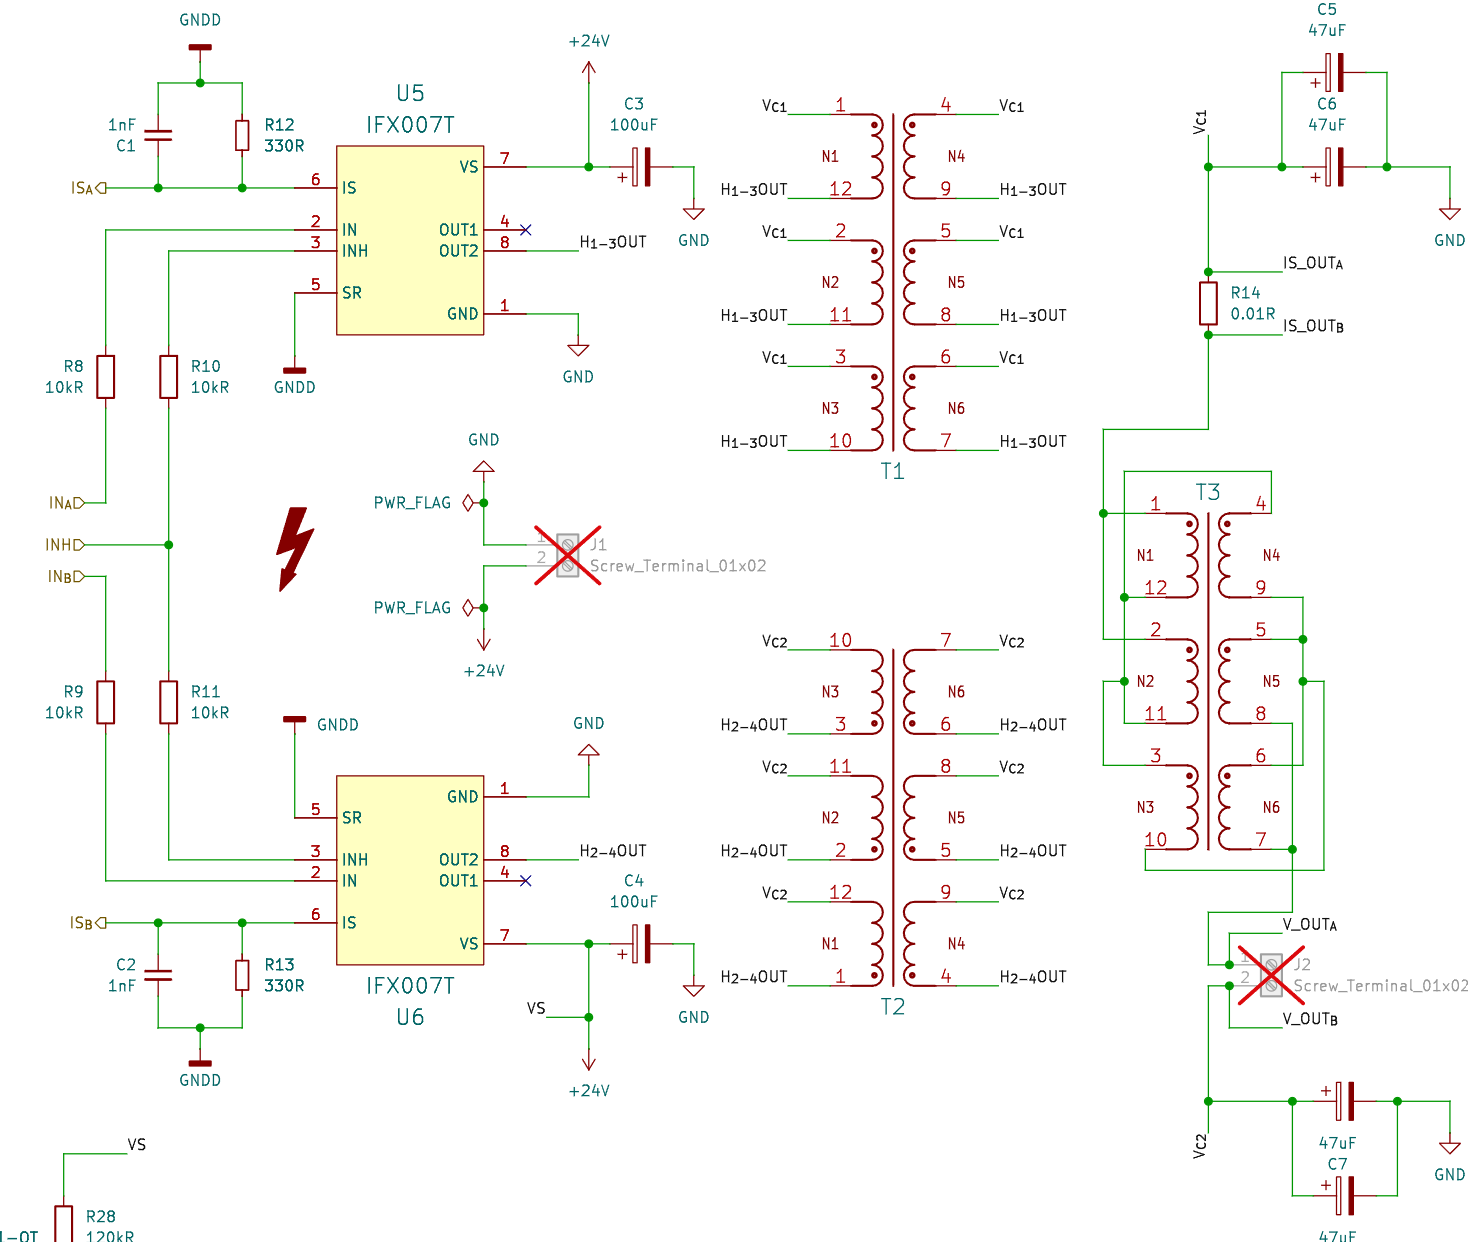 GNDD
1nF
C1
R12
330R
ISA
U5
IFX007T
6 IS
2 IN
3 INH
5 SR
VS 7
OUT1 4
OUT2 8
GND 1
+24V
C3
100uF
+
GND
H1-3OUT
GND
GNDD
R8
10kR
R10
10kR
INA
INH
INB
R9
10kR
R11
10kR
GND
PWR_FLAG
1
2
J1
Screw_Terminal_01x02
PWR_FLAG
+24V
GNDD
GND
GND 1
5 SR
3 INH
2 IN
6 IS
OUT2 8
OUT1 4
VS 7
H2-4OUT
C4
100uF
+
GND
ISB
C2
1nF
R13
330R
IFX007T
U6
GNDD
VS
+24V
VC1 1 4 VC1
N1 N4
H1-3OUT 12 9 H1-3OUT
VC1 2 5 VC1
N2 N5
H1-3OUT 11 8 H1-3OUT
VC1 3 6 VC1
N3 N6
H1-3OUT 10 7 H1-3OUT
T1
VC2 10 7 VC2
N3 N6
H2-4OUT 3 6 H2-4OUT
VC2 11 8 VC2
N2 N5
H2-4OUT 2 5 H2-4OUT
VC2 12 9 VC2
N1 N4
H2-4OUT 1 4 H2-4OUT
T2
C5
47uF
+
C6
47uF
+
VC1
GND
IS_OUTA
R14
0.01R
IS_OUTB
T3
1 4
N1 N4
12 9
2 5
N2 N5
11 8
3 6
N3 N6
10 7
V_OUTA
1
2
J2
Screw_Terminal_01x02
V_OUTB
VC2
+
47uF
C7
+
47uF
GND
VS
R28
120kR